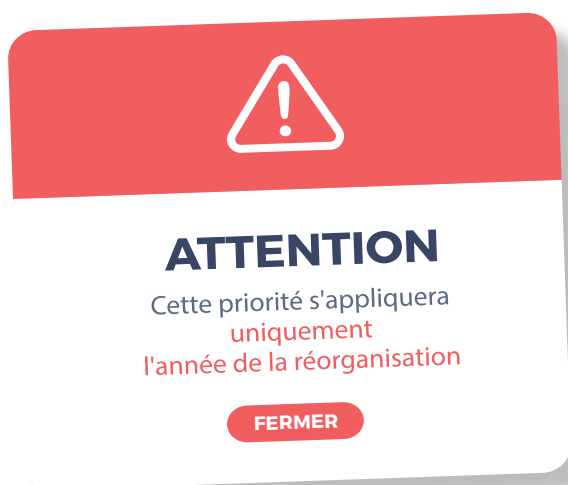 ATTENTION
Cette priorité s'appliquera
uniquement
l'année de la réorganisation
FERMER